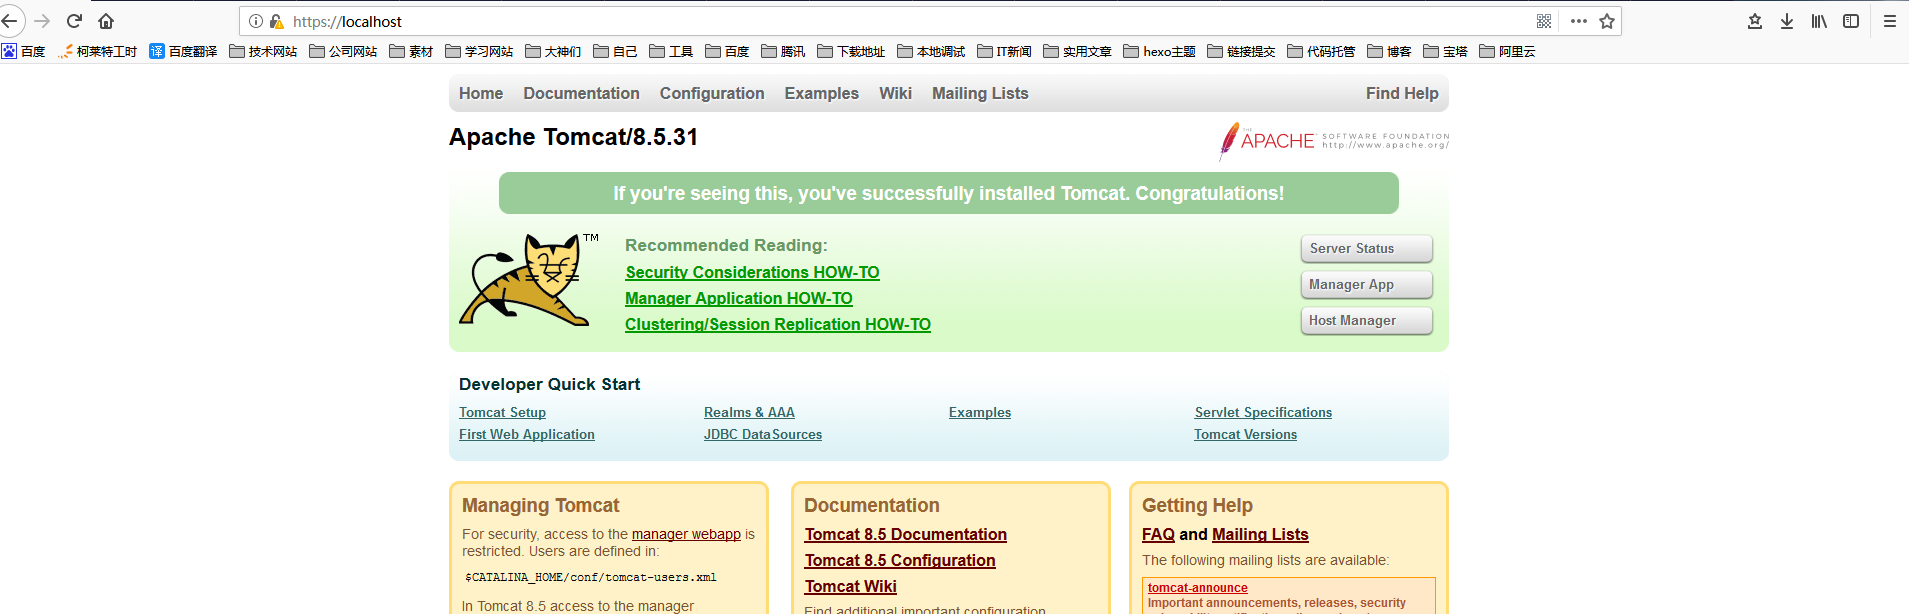 https://localhost
百度 柯莱特工时 译 百度翻译 技术网站 公司网站 素材 学习网站 大神们 自己 工具 百度 腾讯 下载地址 本地调试 IT新闻 实用文章 hexo主题 链接提交 代码托管 博客 宝塔 阿里云
Home Documentation Configuration Examples Wiki Mailing Lists Find Help
Apache Tomcat/8.5.31
THE APACHE SOFTWARE FOUNDATION
http://www.apache.org/
If you're seeing this, you've successfully installed Tomcat. Congratulations!
TM
Recommended Reading:
Security Considerations HOW-TO
Manager Application HOW-TO
Clustering/Session Replication HOW-TO
Server Status
Manager App
Host Manager
Developer Quick Start
Tomcat Setup
First Web Application
Realms & AAA
JDBC DataSources
Examples
Servlet Specifications
Tomcat Versions
Managing Tomcat
For security, access to the manager webapp is
restricted. Users are defined in:
$CATALINA_HOME/conf/tomcat-users.xml
In Tomcat 8.5 access to the manager
Documentation
Tomcat 8.5 Documentation
Tomcat 8.5 Configuration
Tomcat Wiki
Find additional important configuration
Getting Help
FAQ and Mailing Lists
The following mailing lists are available:
tomcat-announce
Important announcements, releases, security